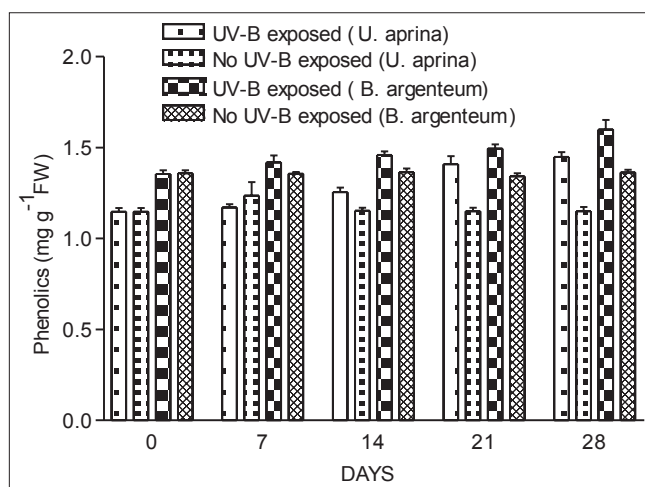 UV-B exposed ( U. aprina)
No UV-B exposed (U. aprina)
UV-B exposed ( B. argenteum)
No UV-B exposed (B. argenteum)
2.0
1.5
1.0
0.5
0.0
Phenolics (mg g-1FW)
0 7 14 21 28
DAYS